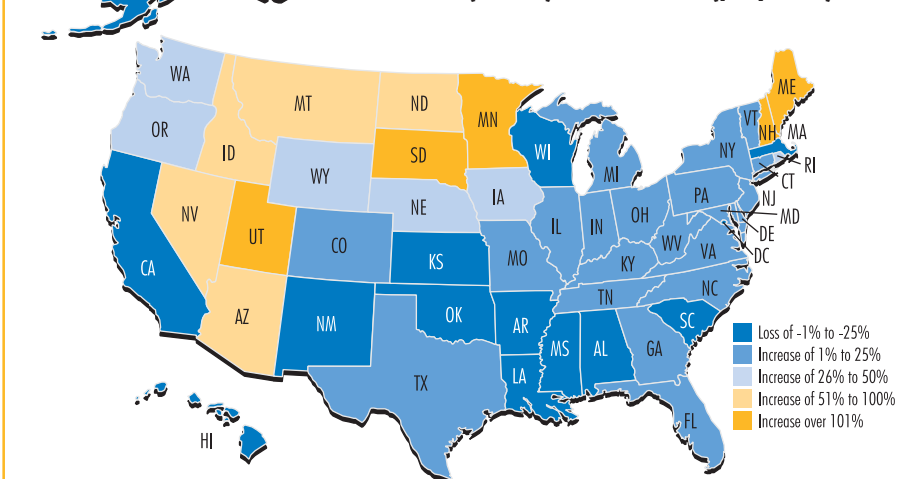 WA
MT
ND
MN
ME
VT
NH
MA
OR
ID
SD
WI
NY
RI
WY
MI
CT
PA
NJ
IA
NE
NV
MD
UT
CO
IL
IN
OH
DE
WV
VA
DC
CA
KS
MO
KY
NC
TN
AZ
NM
OK
AR
SC
MS
AL
GA
LA
TX
FL
HI
Loss of -1% to -25%
Increase of 1% to 25%
Increase of 26% to 50%
Increase of 51% to 100%
Increase over 101%